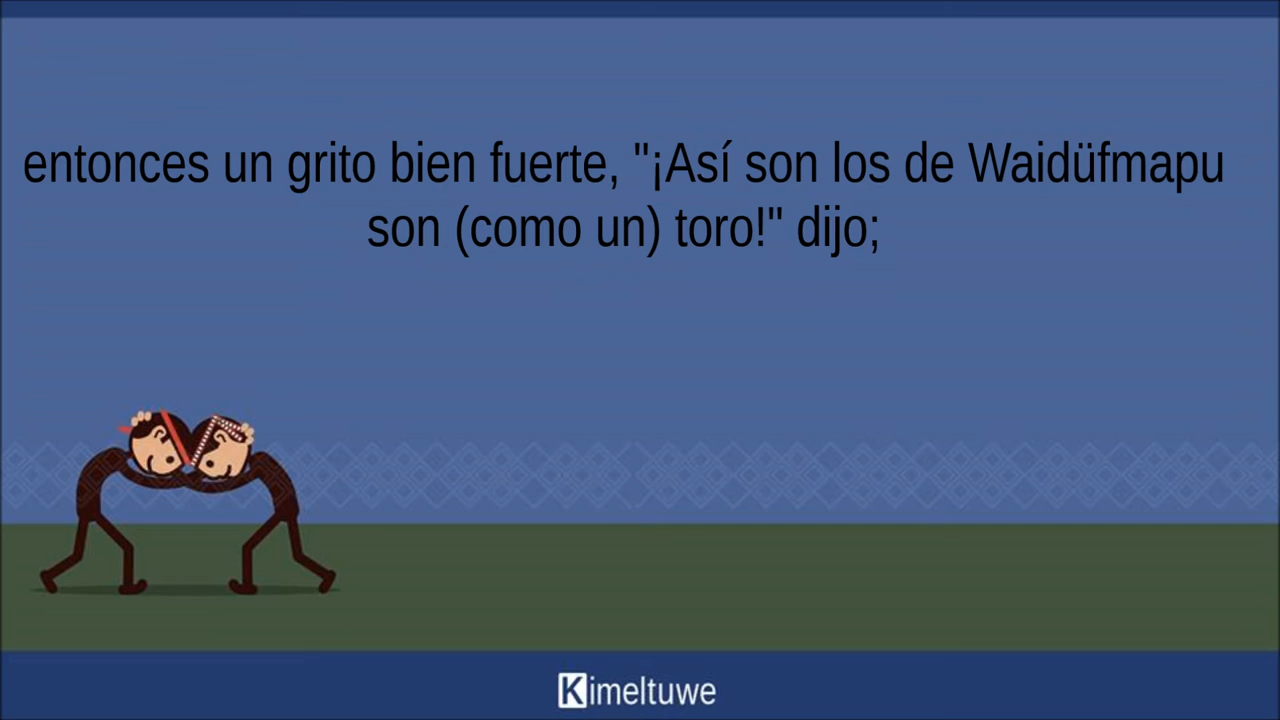 entonces un grito bien fuerte, "¡Así son los de Waidüfmapu
son (como un) toro!" dijo;
Kimeltuwe